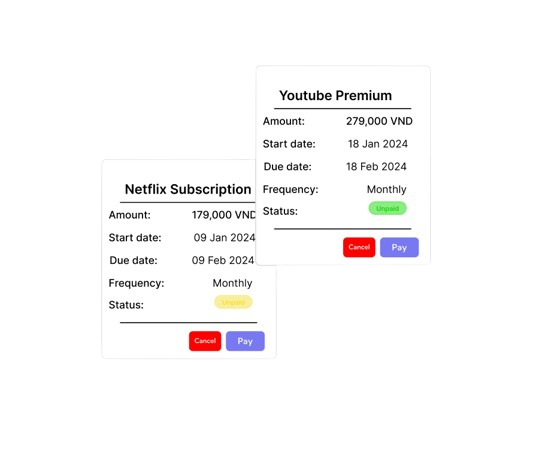 Youtube Premium
Amount: 279,000 VND
Start date: 18 Jan 2024
Due date: 18 Feb 2024
Frequency: Monthly
Status: Unpaid
Cancel Pay
Netflix Subscription
Amount: 179,000 VND
Start date: 09 Jan 2024
Due date: 09 Feb 2024
Frequency: Monthly
Status: Unpaid
Cancel Pay